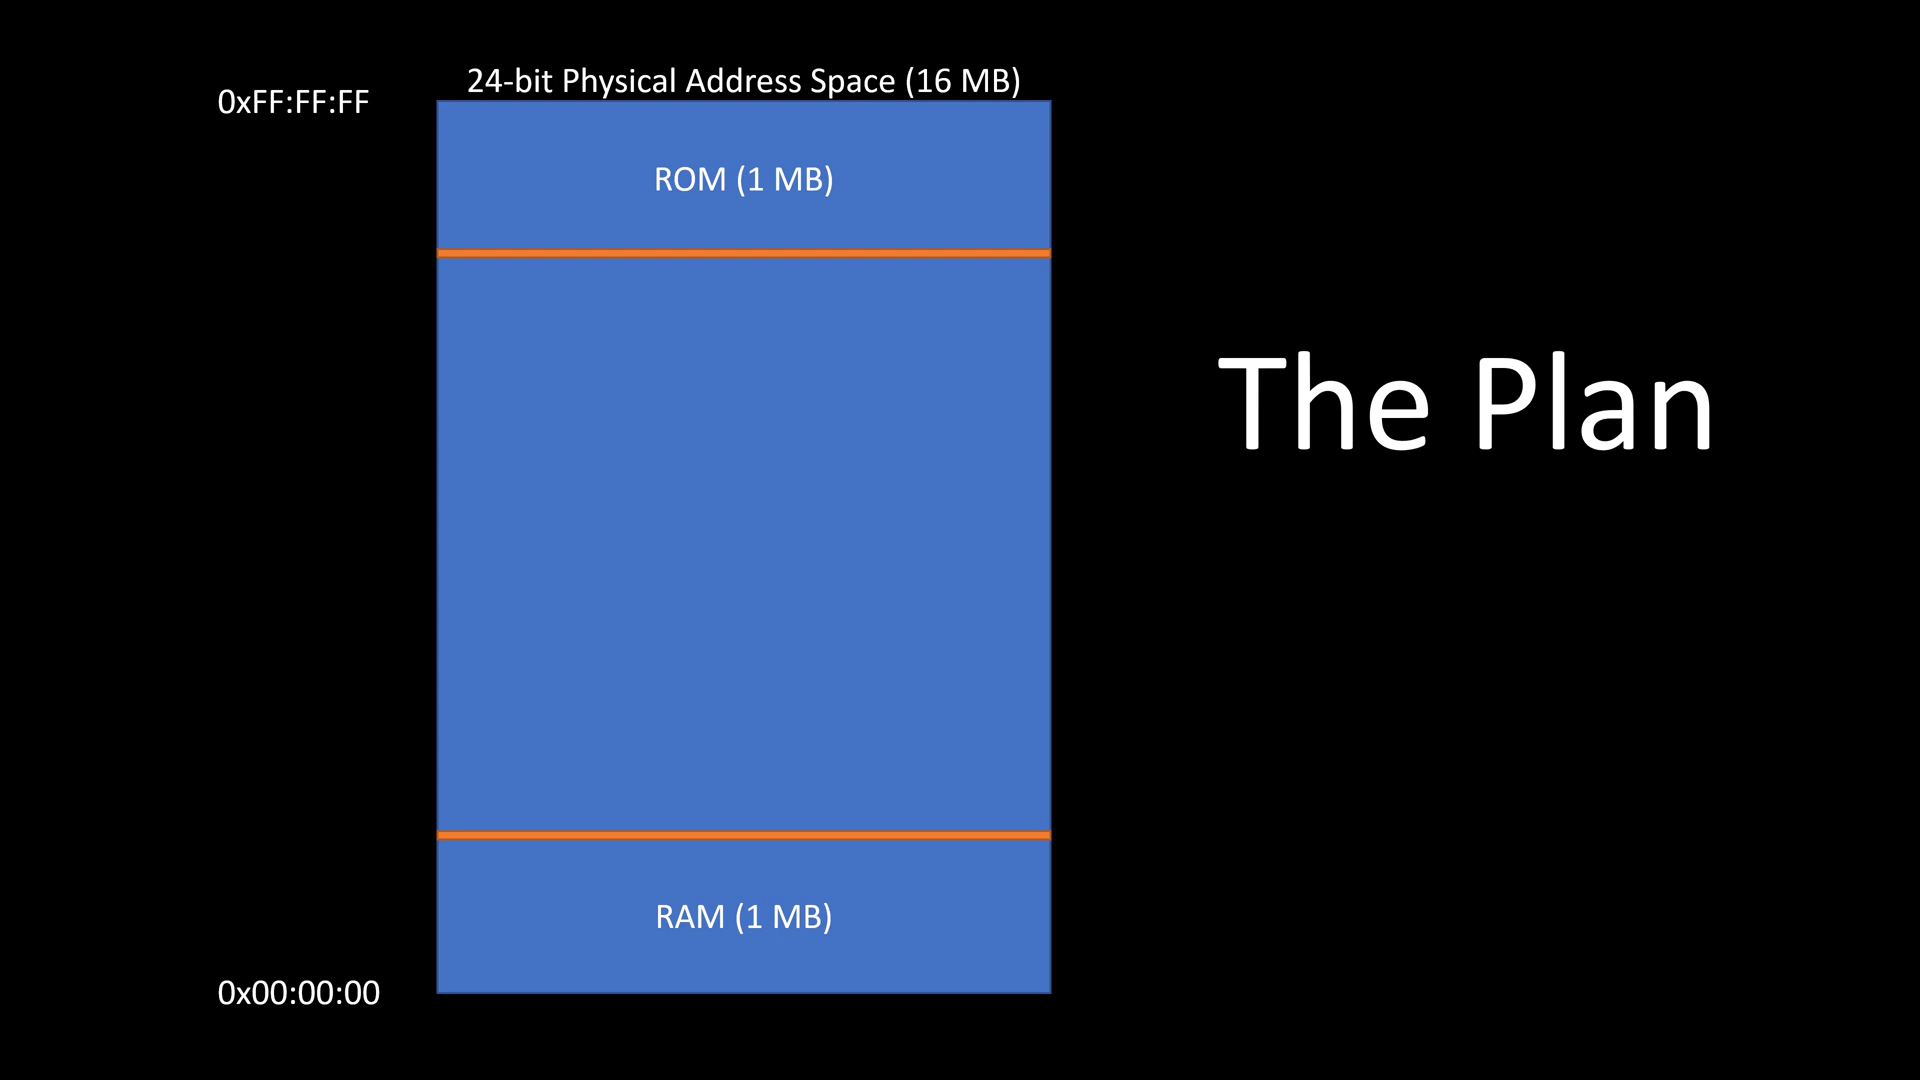 24-bit Physical Address Space (16 MB)
0xFF:FF:FF
ROM (1 MB)
The Plan
RAM (1 MB)
0x00:00:00